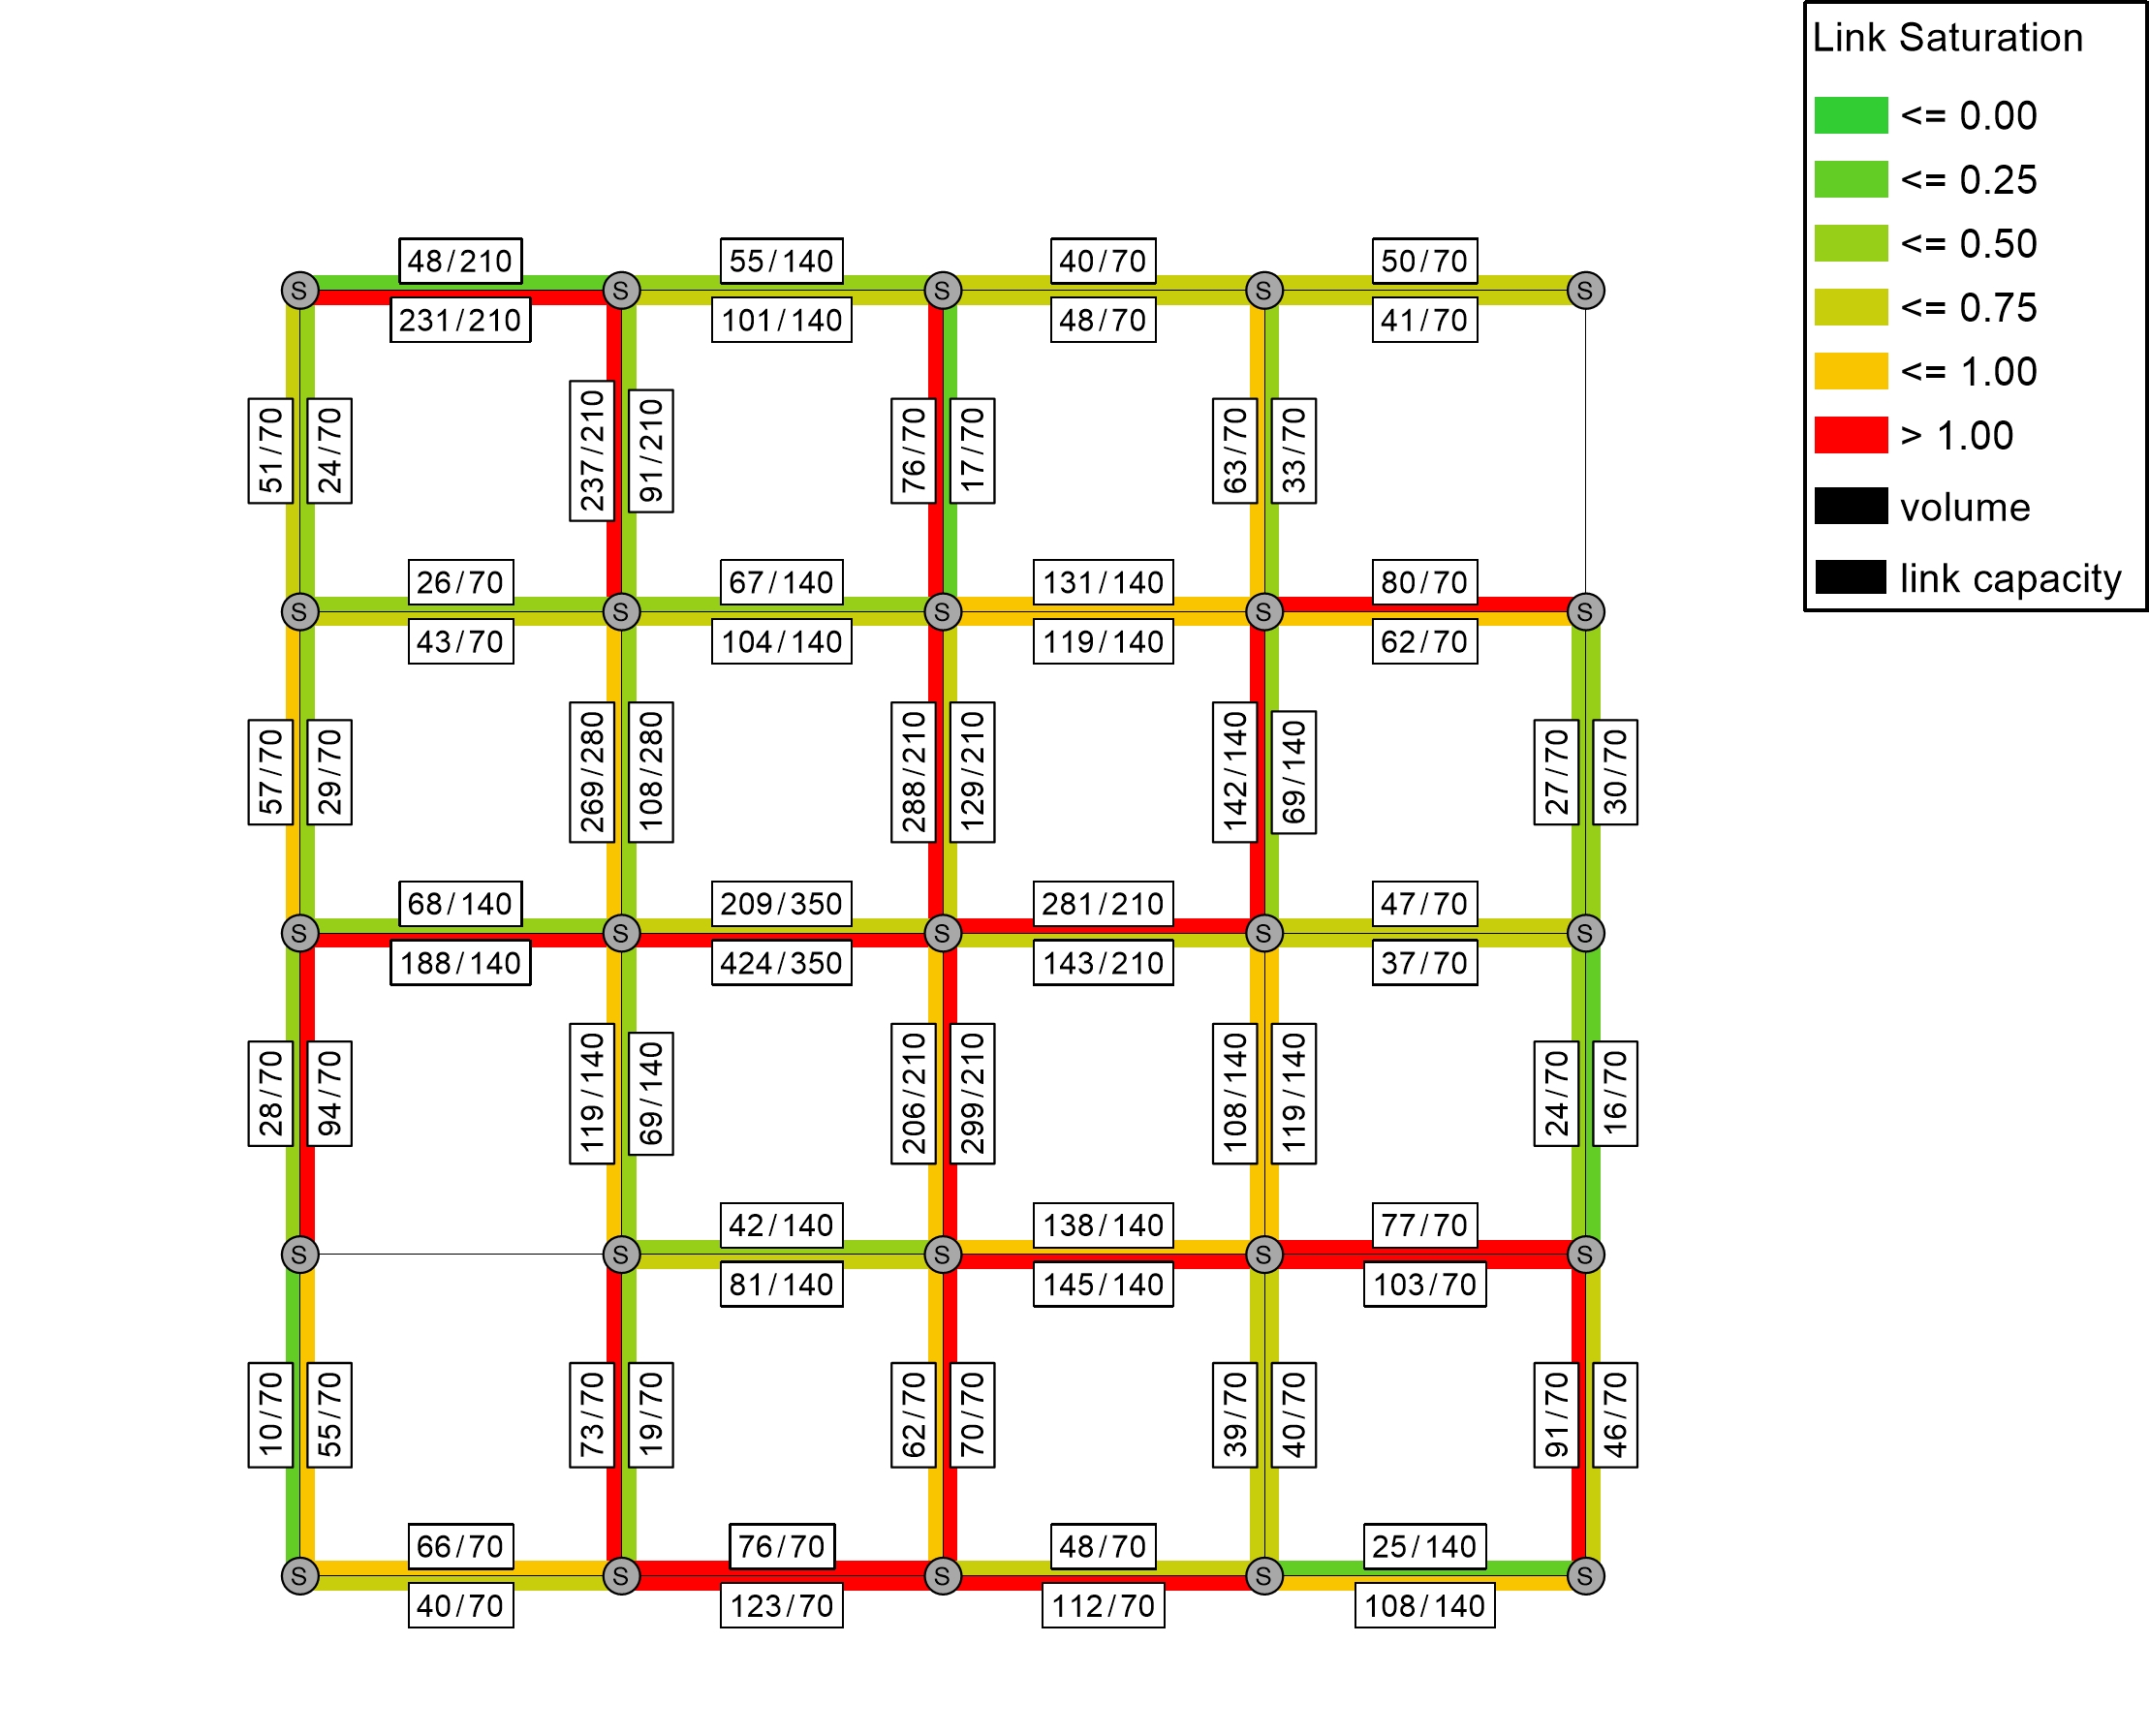 Link Saturation
<= 0.00
<= 0.25
<= 0.50
<= 0.75
<= 1.00
> 1.00
volume
link capacity
48/210
55/140
40/70
50/70
S
S
S
S
S
231/210
101/140
48/70
41/70
51/70
24/70
237/210
91/210
76/70
17/70
63/70
33/70
26/70
67/140
131/140
80/70
S
S
S
S
S
43/70
104/140
119/140
62/70
57/70
29/70
269/280
108/280
288/210
129/210
142/140
69/140
27/70
30/70
68/140
209/350
281/210
47/70
S
S
S
S
S
188/140
424/350
143/210
37/70
28/70
94/70
119/140
69/140
206/210
299/210
108/140
119/140
24/70
16/70
42/140
138/140
77/70
S
S
S
S
S
81/140
145/140
103/70
10/70
55/70
73/70
19/70
62/70
70/70
39/70
40/70
91/70
46/70
66/70
76/70
48/70
25/140
S
S
S
S
S
40/70
123/70
112/70
108/140